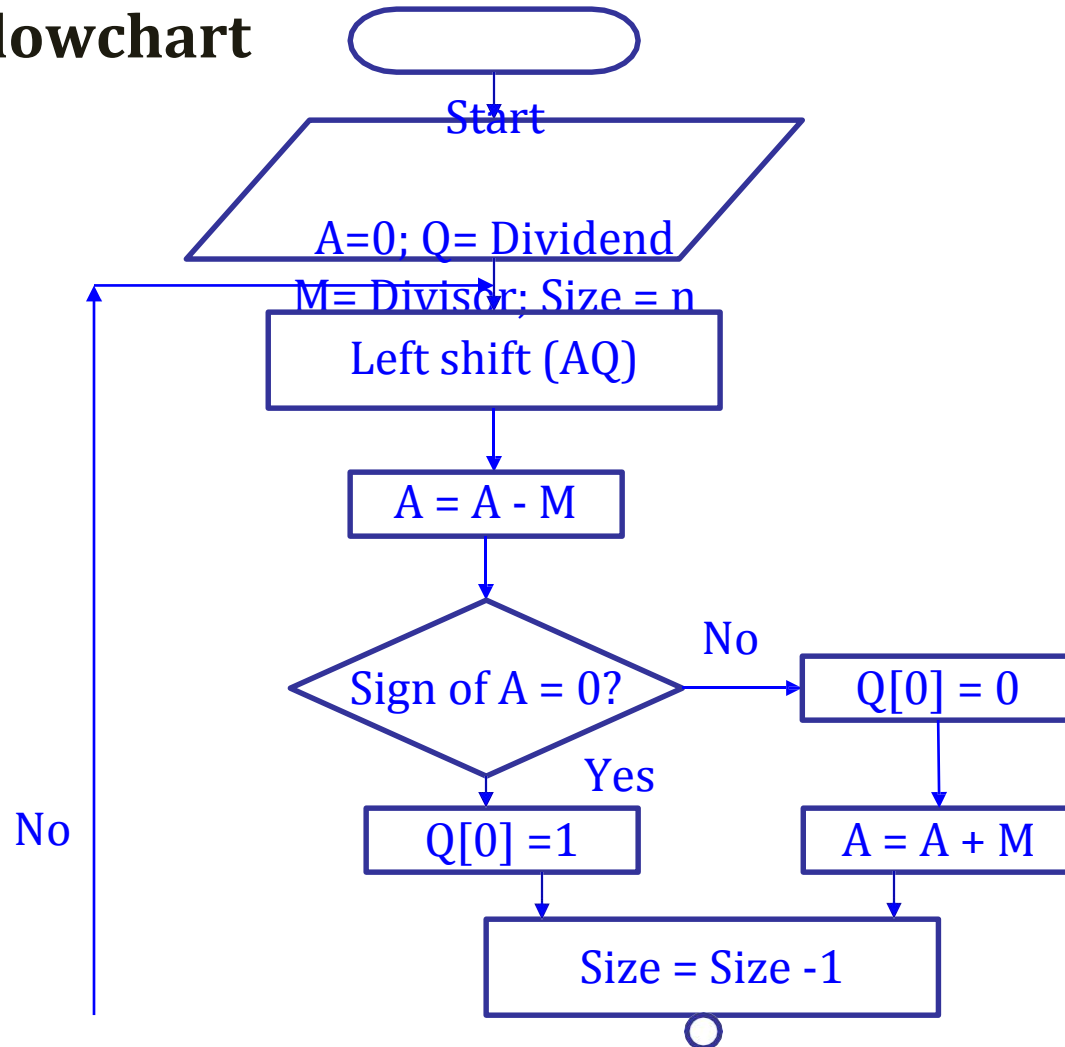 lowchart
Start
A=0; Q= Dividend
M= Divisor; Size = n
Left shift (AQ)
A = A - M
No
Sign of A = 0?
Q[0] = 0
Yes
No
Q[0] =1
A = A + M
Size = Size -1